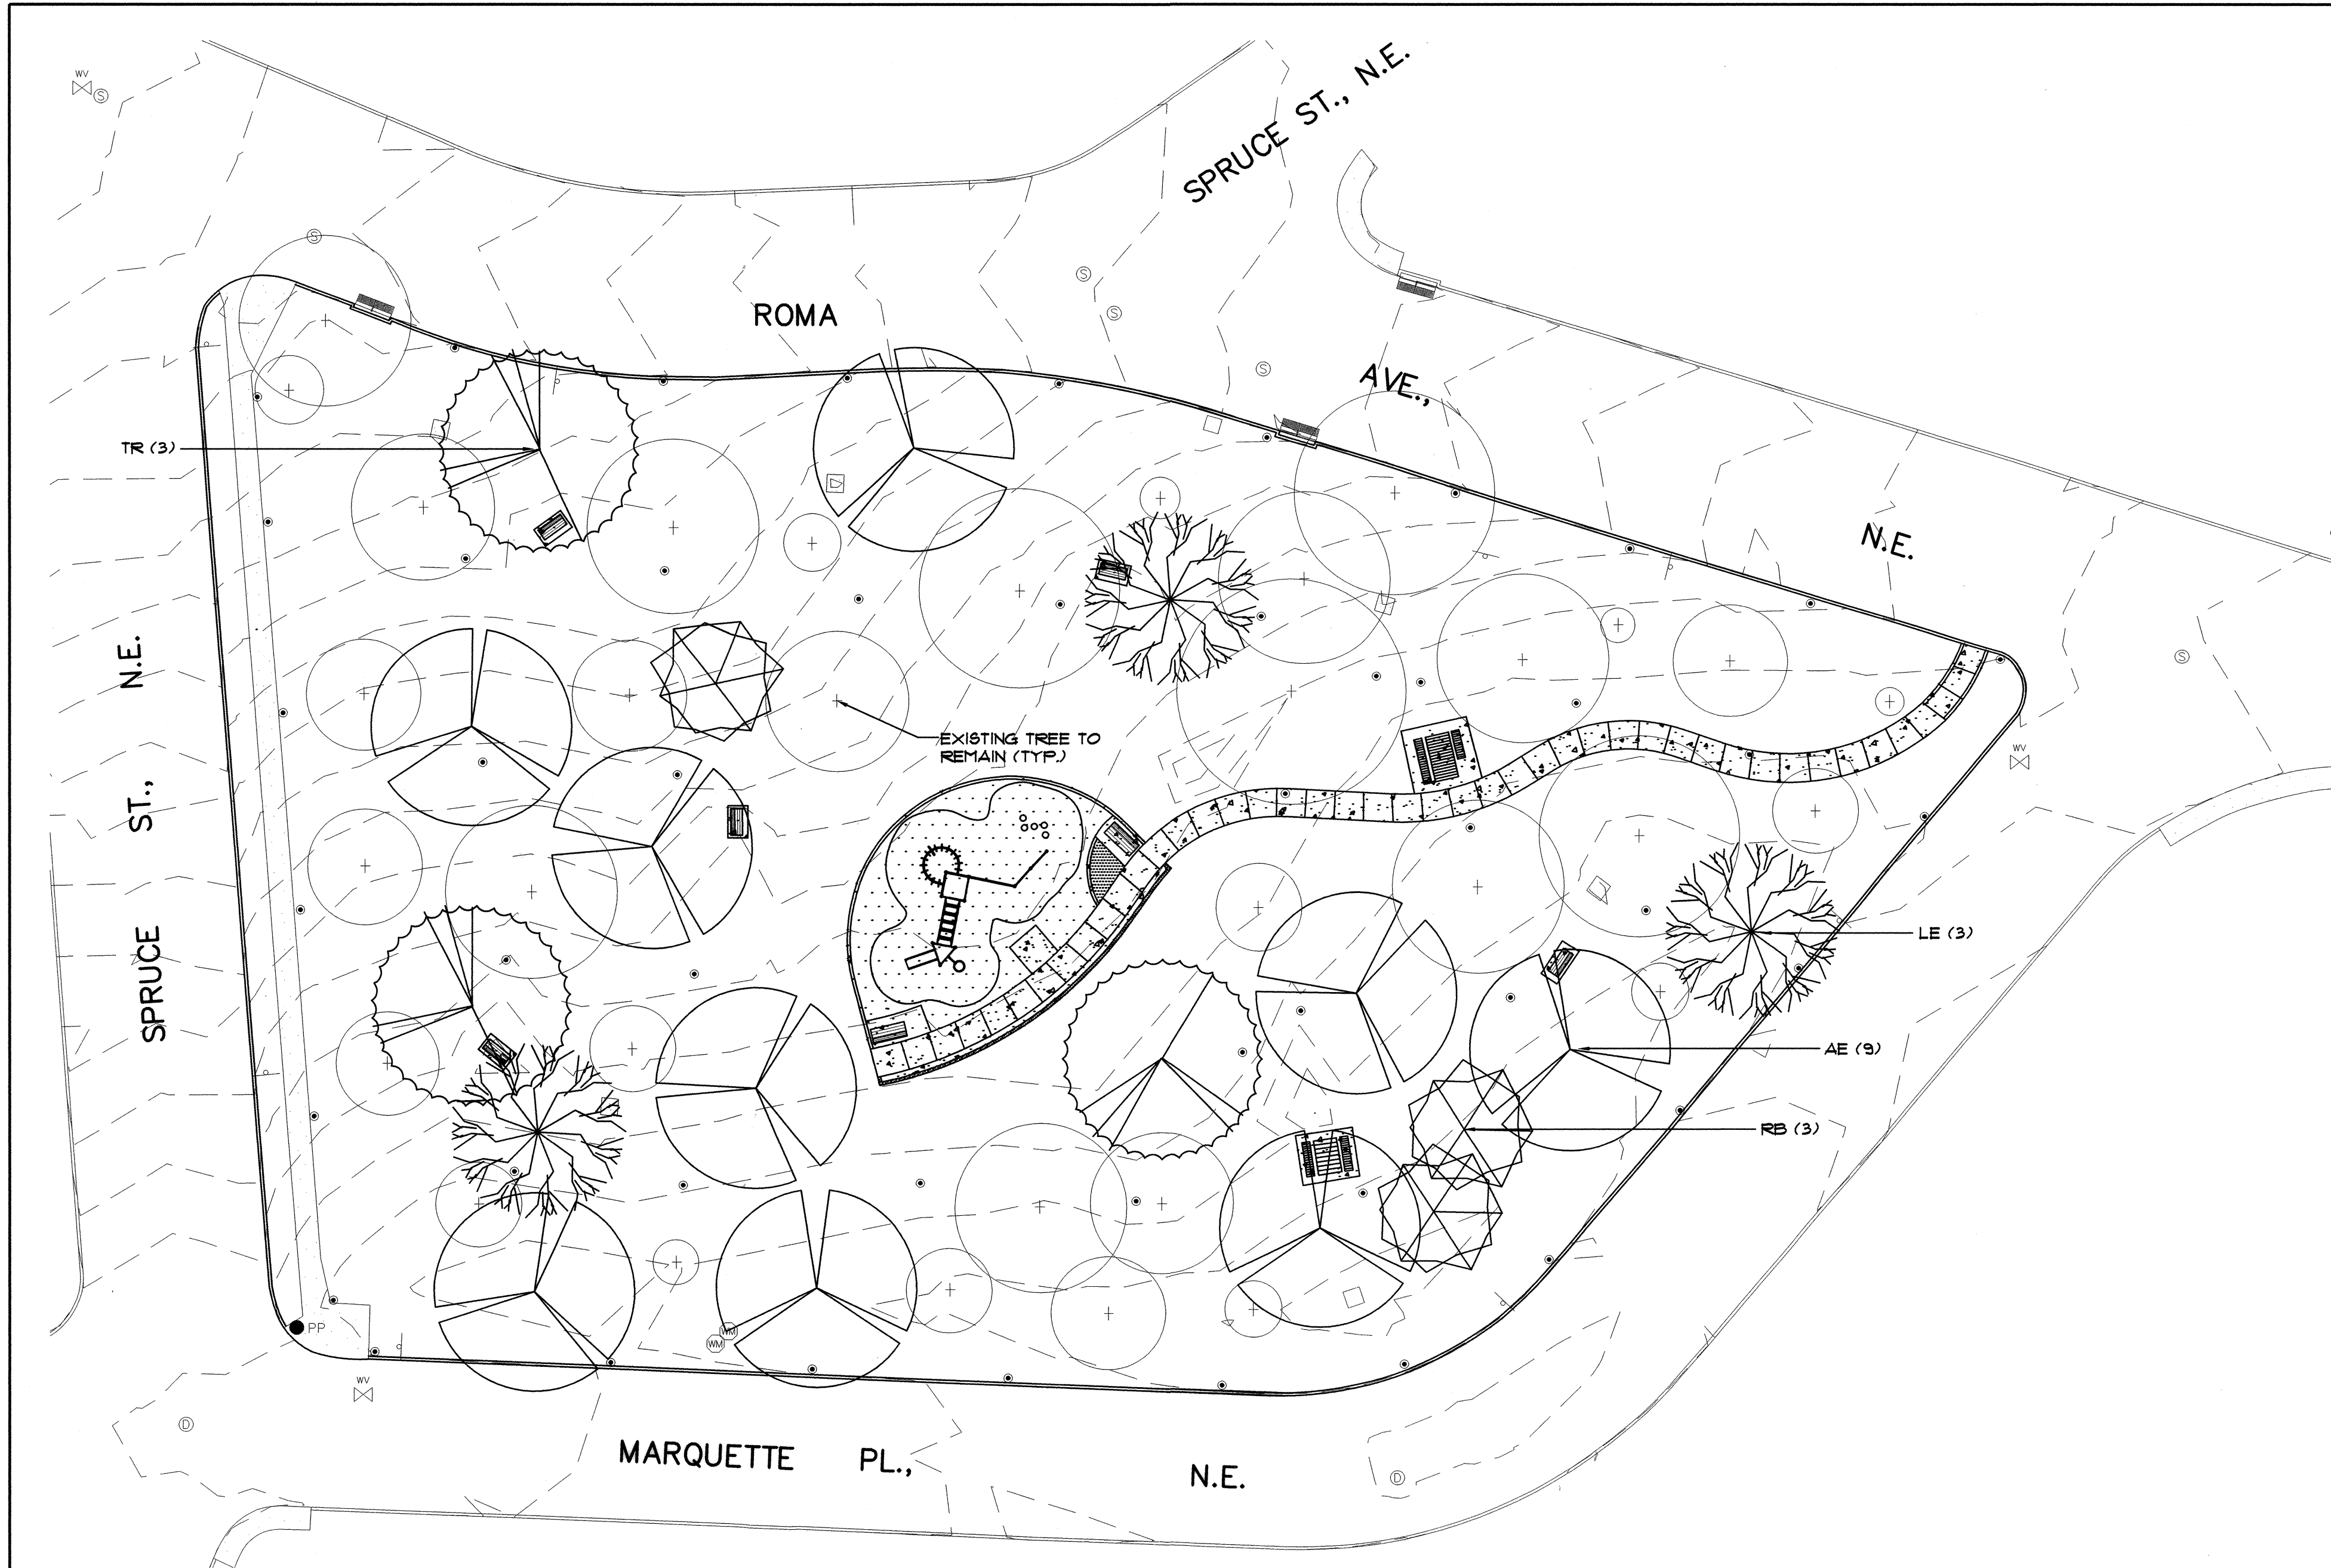 SPRUCE ST., N.E.
WV
S
S
ROMA
AVE.,
N.E.
S
S
S
TR (3)
D
SPRUCE ST., N.E.
EXISTING TREE TO
REMAIN (TYP.)
S
WV
LE (3)
AE (9)
RB (3)
PP
WM
WM
WV
D
MARQUETTE PL., N.E.
D